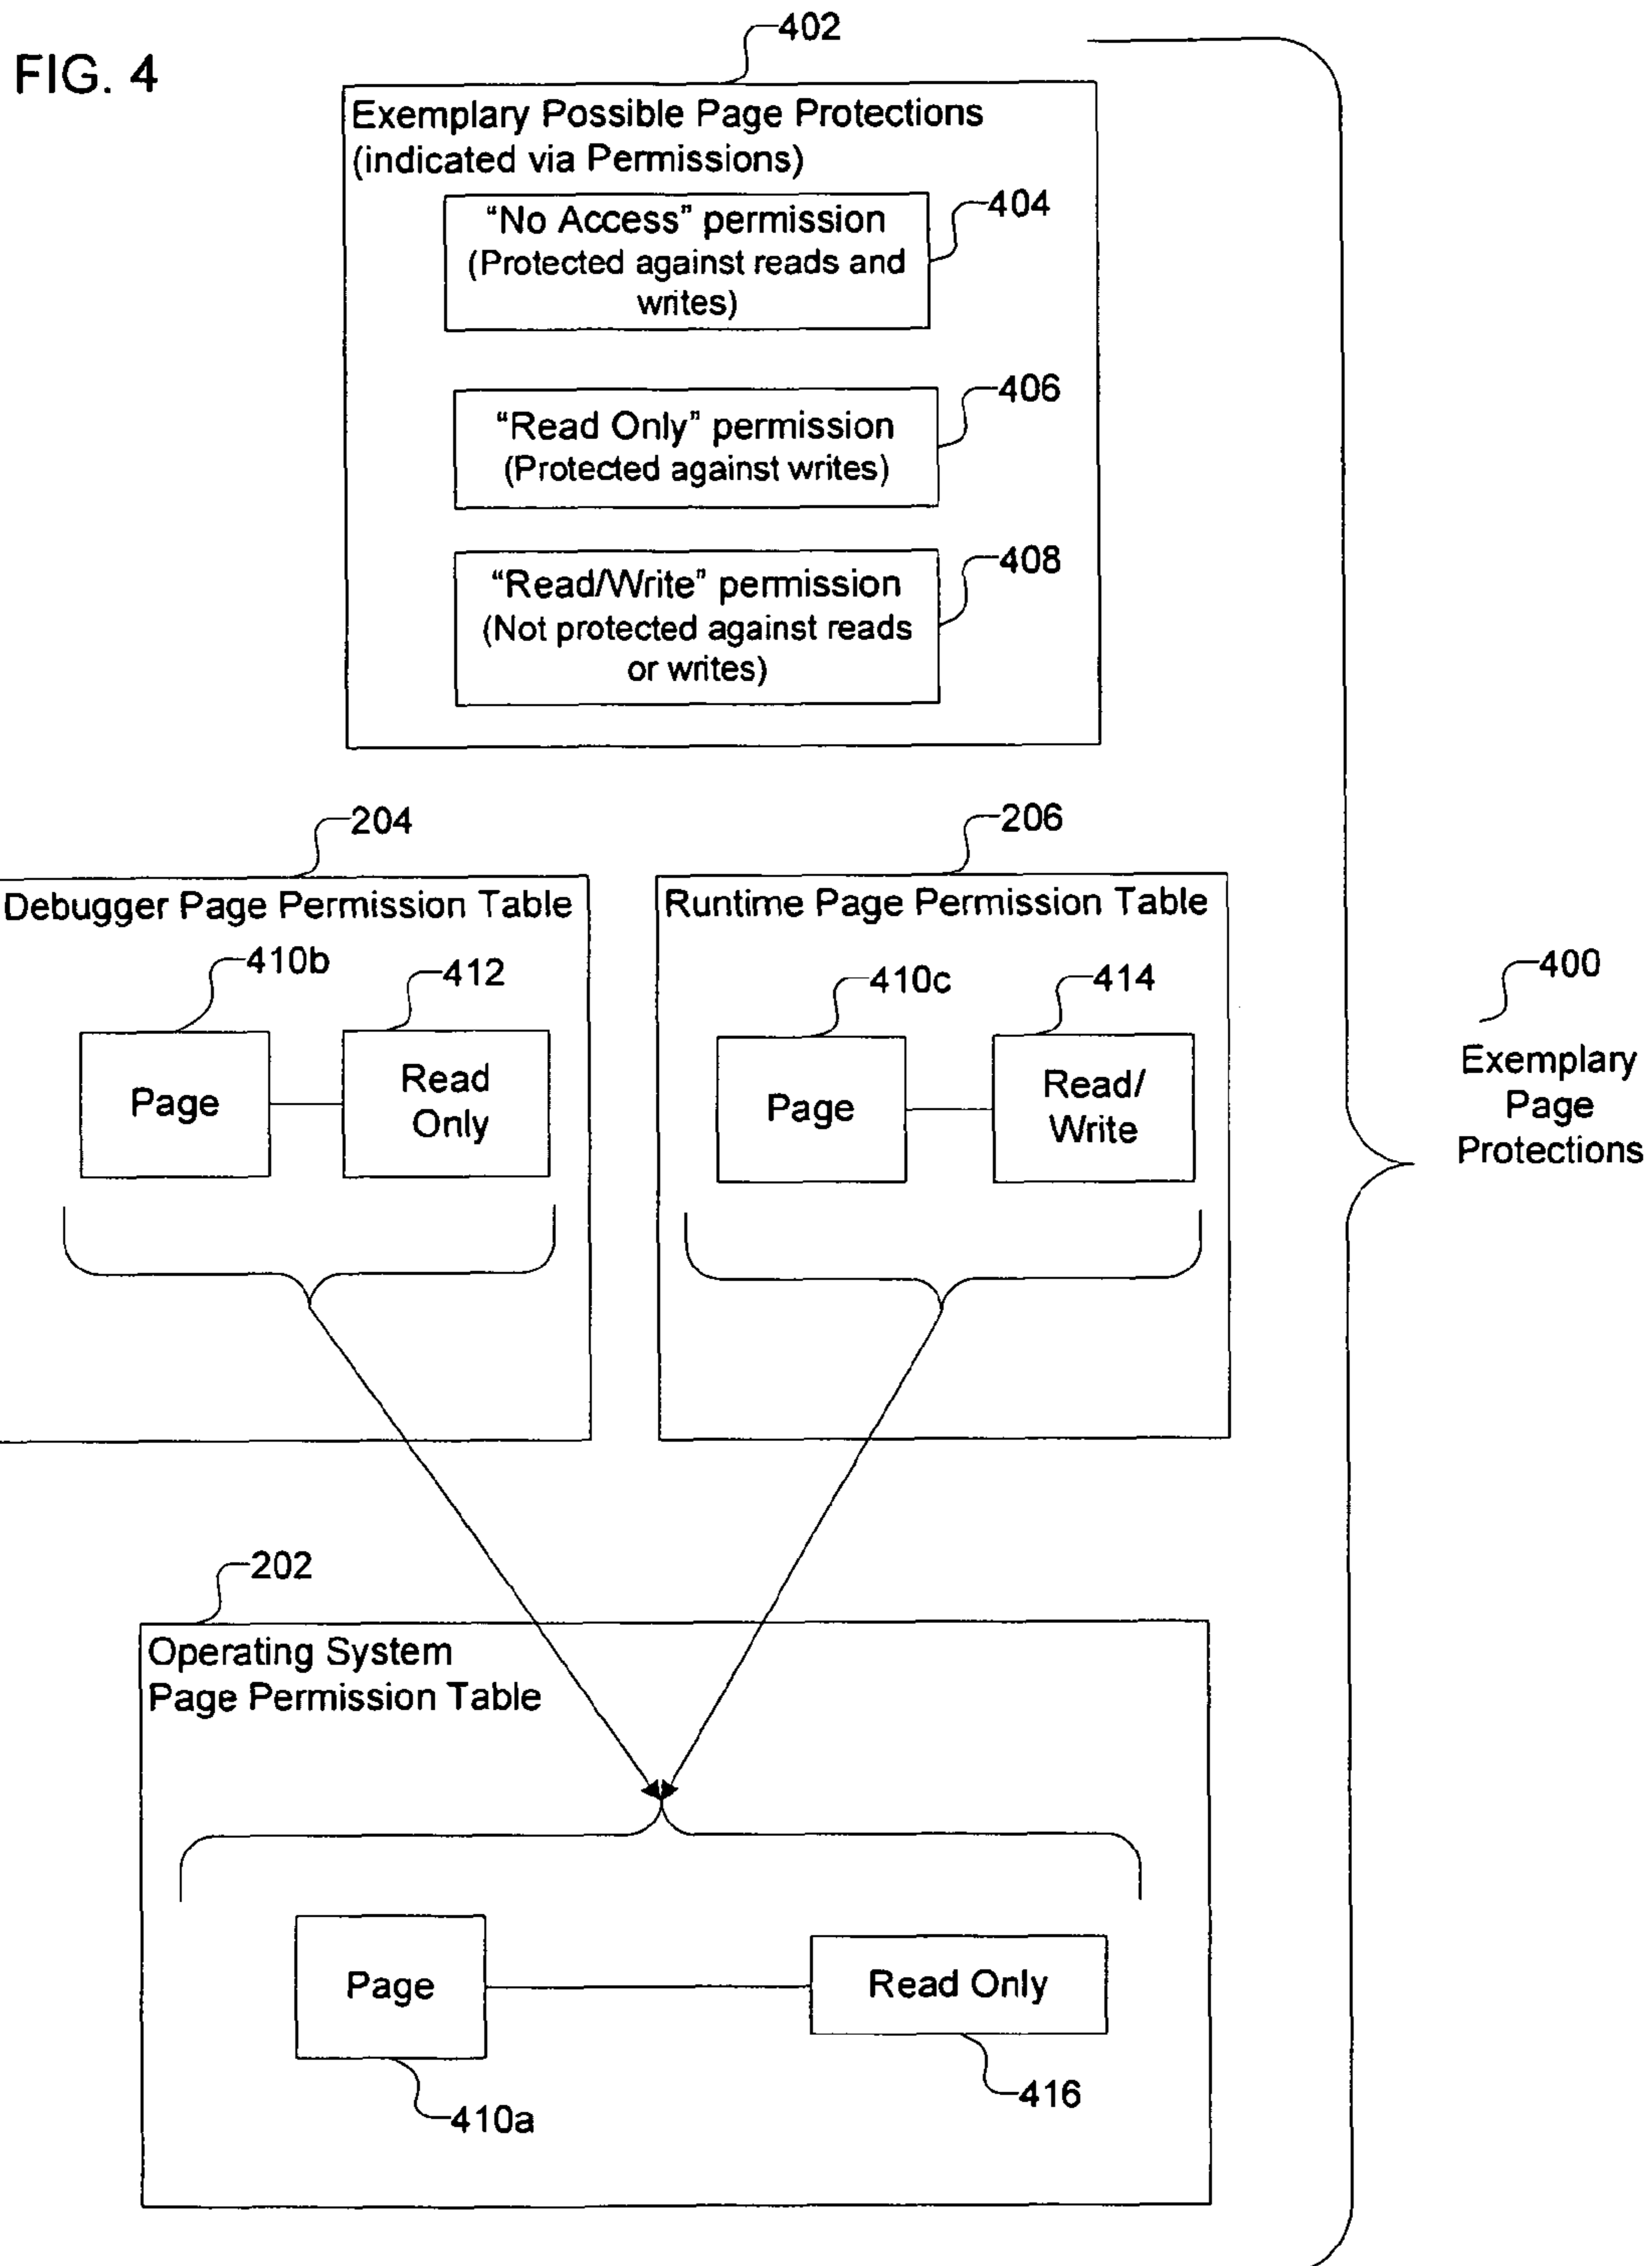 FIG. 4
402
Exemplary Possible Page Protections
(indicated via Permissions)
“No Access” permission
(Protected against reads and
writes)
404
“Read Only” permission
(Protected against writes)
406
“Read/Write” permission
(Not protected against reads
or writes)
408
204
Debugger Page Permission Table
410b
412
Page
Read
Only
206
Runtime Page Permission Table
410c
414
Page
Read/
Write
400
Exemplary
Page
Protections
202
Operating System
Page Permission Table
Page
Read Only
410a
416